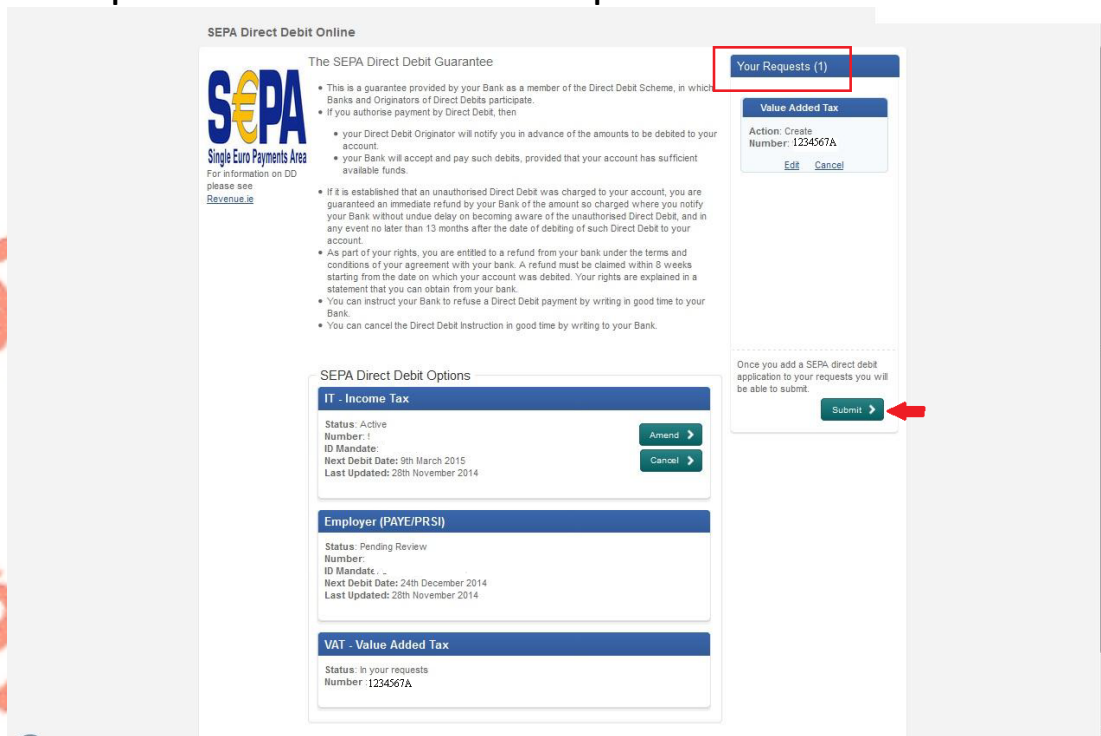 SEPA Direct Debit Online
S€PA
Single Euro Payments Area
For information on DD
please see
Revenue.ie
The SEPA Direct Debit Guarantee
• This is a guarantee provided by your Bank as a member of the Direct Debit Scheme, in which
Banks and Originators of Direct Debits participate.
• If you authorise payment by Direct Debit, then
• your Direct Debit Originator will notify you in advance of the amounts to be debited to your
account.
• your Bank will accept and pay such debits, provided that your account has sufficient
available funds.
• If it is established that an unauthorised Direct Debit was charged to your account, you are
guaranteed an immediate refund by your Bank of the amount so charged where you notify
your Bank without undue delay on becoming aware of the unauthorised Direct Debit, and in
any event no later than 13 months after the date of debiting of such Direct Debit to your
account.
• As part of your rights, you are entitled to a refund from your bank under the terms and
conditions of your agreement with your bank. A refund must be claimed within 8 weeks
starting from the date on which your account was debited. Your rights are explained in a
statement that you can obtain from your bank.
• You can instruct your Bank to refuse a Direct Debit payment by writing in good time to your
Bank.
• You can cancel the Direct Debit Instruction in good time by writing to your Bank.
Your Requests (1)
Value Added Tax
Action: Create
Number: 1234567A
Edit Cancel
Once you add a SEPA direct debit
application to your requests you will
be able to submit.
Submit
SEPA Direct Debit Options
IT - Income Tax
Status: Active
Number:
ID Mandate:
Next Debit Date: 9th March 2015
Last Updated: 28th November 2014
Amend
Cancel
Employer (PAYE/PRSI)
Status: Pending Review
Number:
ID Mandate
Next Debit Date: 24th December 2014
Last Updated: 28th November 2014
VAT - Value Added Tax
Status: In your requests
Number :1234567A